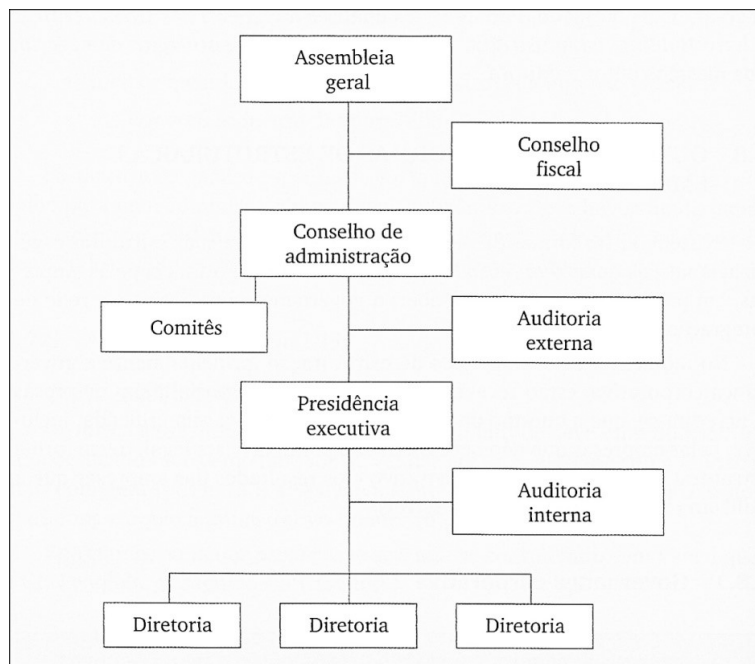 Assembleia
geral
Conselho
fiscal
Conselho de
administração
Comitês
Auditoria
externa
Presidência
executiva
Auditoria
interna
Diretoria
Diretoria
Diretoria